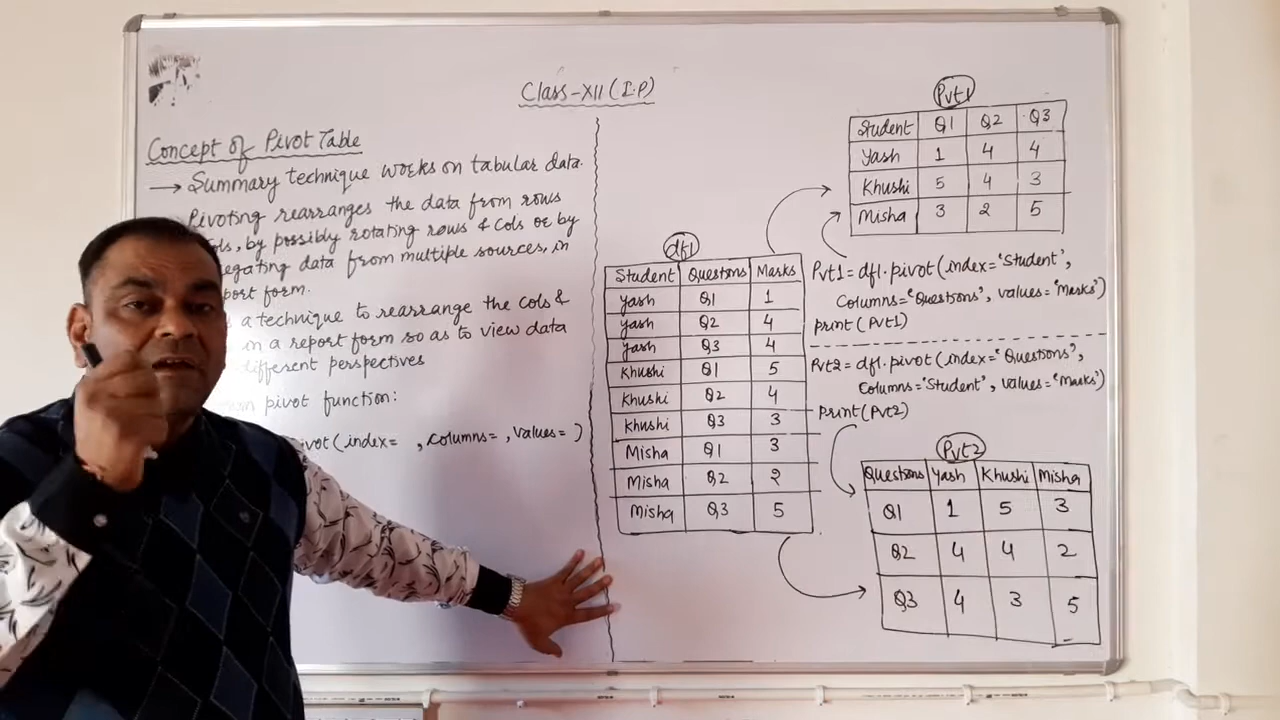 Class-XII (I.P)
Concept of Pivot Table
→ Summary technique works on tabular data.
Pivoting rearranges the data from rows
by possibly rotating rows & cols or by
data from multiple sources, in
form.
a technique to rearrange the cols &
in a report form so as to view data
different perspectives
pivot function:
(index= , columns= , values= )
df1
Student Questons Marks
Yash Q1 1
Yash Q2 4
Yash Q3 4
Khushi Q1 5
Khushi Q2 4
Khushi Q3 3
Misha Q1 3
Misha Q2 2
Misha Q3 5
Pvt1
Student Q1 Q2 Q3
Yash 1 4 4
Khushi 5 4 3
Misha 3 2 5
Pvt1 = df1.pivot(index='Student',
Columns='Questons', values='Marks')
print(Pvt1)
Pvt2 = df1.pivot(index='Questons',
Columns='Student', values='Marks')
print(Pvt2)
Pvt2
Questons Yash Khushi Misha
Q1 1 5 3
Q2 4 4 2
Q3 4 3 5